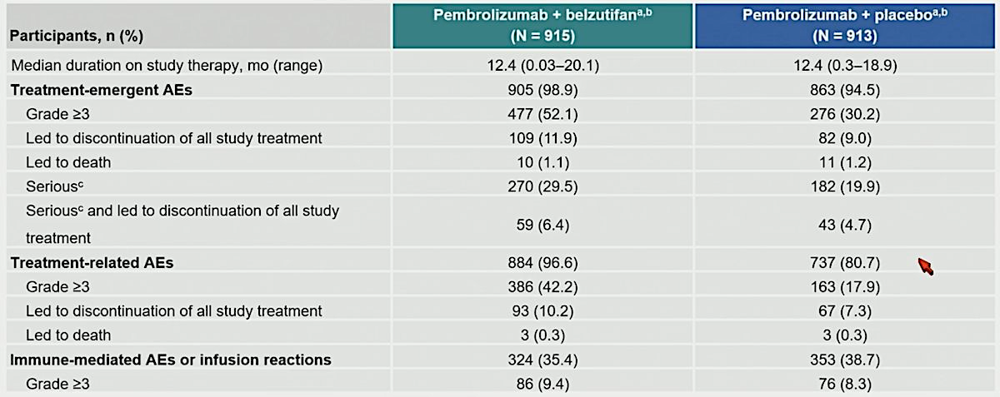 Participants, n (%) Pembrolizumab + belzutifanᵃ,ᵇ (N = 915) Pembrolizumab + placeboᵃ,ᵇ (N = 913)
Median duration on study therapy, mo (range) 12.4 (0.03–20.1) 12.4 (0.3–18.9)
Treatment-emergent AEs 905 (98.9) 863 (94.5)
Grade ≥3 477 (52.1) 276 (30.2)
Led to discontinuation of all study treatment 109 (11.9) 82 (9.0)
Led to death 10 (1.1) 11 (1.2)
Seriousᶜ 270 (29.5) 182 (19.9)
Seriousᶜ and led to discontinuation of all study treatment 59 (6.4) 43 (4.7)
Treatment-related AEs 884 (96.6) 737 (80.7)
Grade ≥3 386 (42.2) 163 (17.9)
Led to discontinuation of all study treatment 93 (10.2) 67 (7.3)
Led to death 3 (0.3) 3 (0.3)
Immune-mediated AEs or infusion reactions 324 (35.4) 353 (38.7)
Grade ≥3 86 (9.4) 76 (8.3)